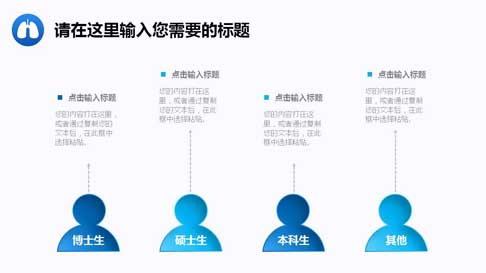 请在这里输入您需要的标题
点击输入标题
您的内容打在这里，
或者通过复制您的
文本后，在此框中
选择粘贴。
点击输入标题
您的内容打在这
里，或者通过复制
您的文本后，在此
框中选择粘贴。
点击输入标题
您的内容打在这
里，或者通过复制
您的文本后，在此
框中选择粘贴。
点击输入标题
您的内容打在这
里，或者通过复制
您的文本后，在此
框中选择粘贴。
博士生
硕士生
本科生
其他